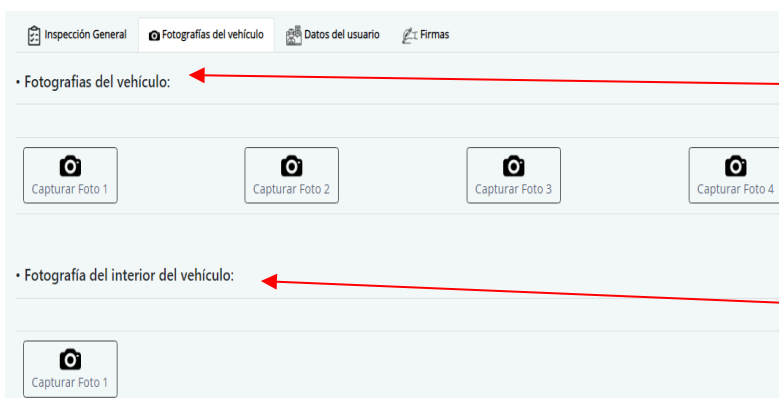 Inspección General Fotografías del vehículo Datos del usuario Firmas
• Fotografias del vehículo:
Capturar Foto 1 Capturar Foto 2 Capturar Foto 3 Capturar Foto 4
• Fotografía del interior del vehículo:
Capturar Foto 1